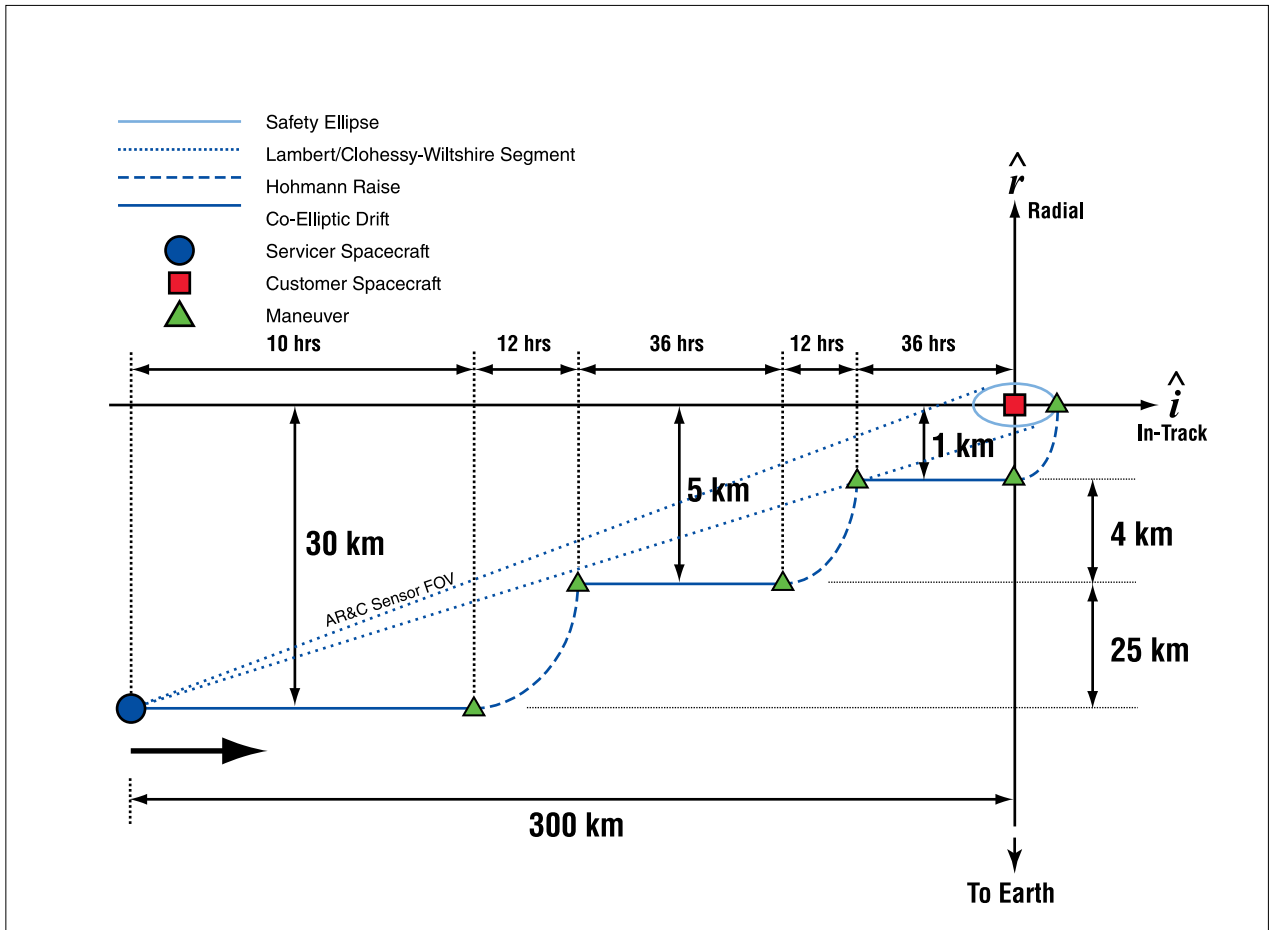 Safety Ellipse
Lambert/Clohessy-Wiltshire Segment
Hohmann Raise
Co-Elliptic Drift
Servicer Spacecraft
Customer Spacecraft
Maneuver
r̂
Radial
10 hrs
12 hrs
36 hrs
12 hrs
36 hrs
î
In-Track
1 km
5 km
30 km
4 km
AR&C Sensor FOV
25 km
300 km
To Earth